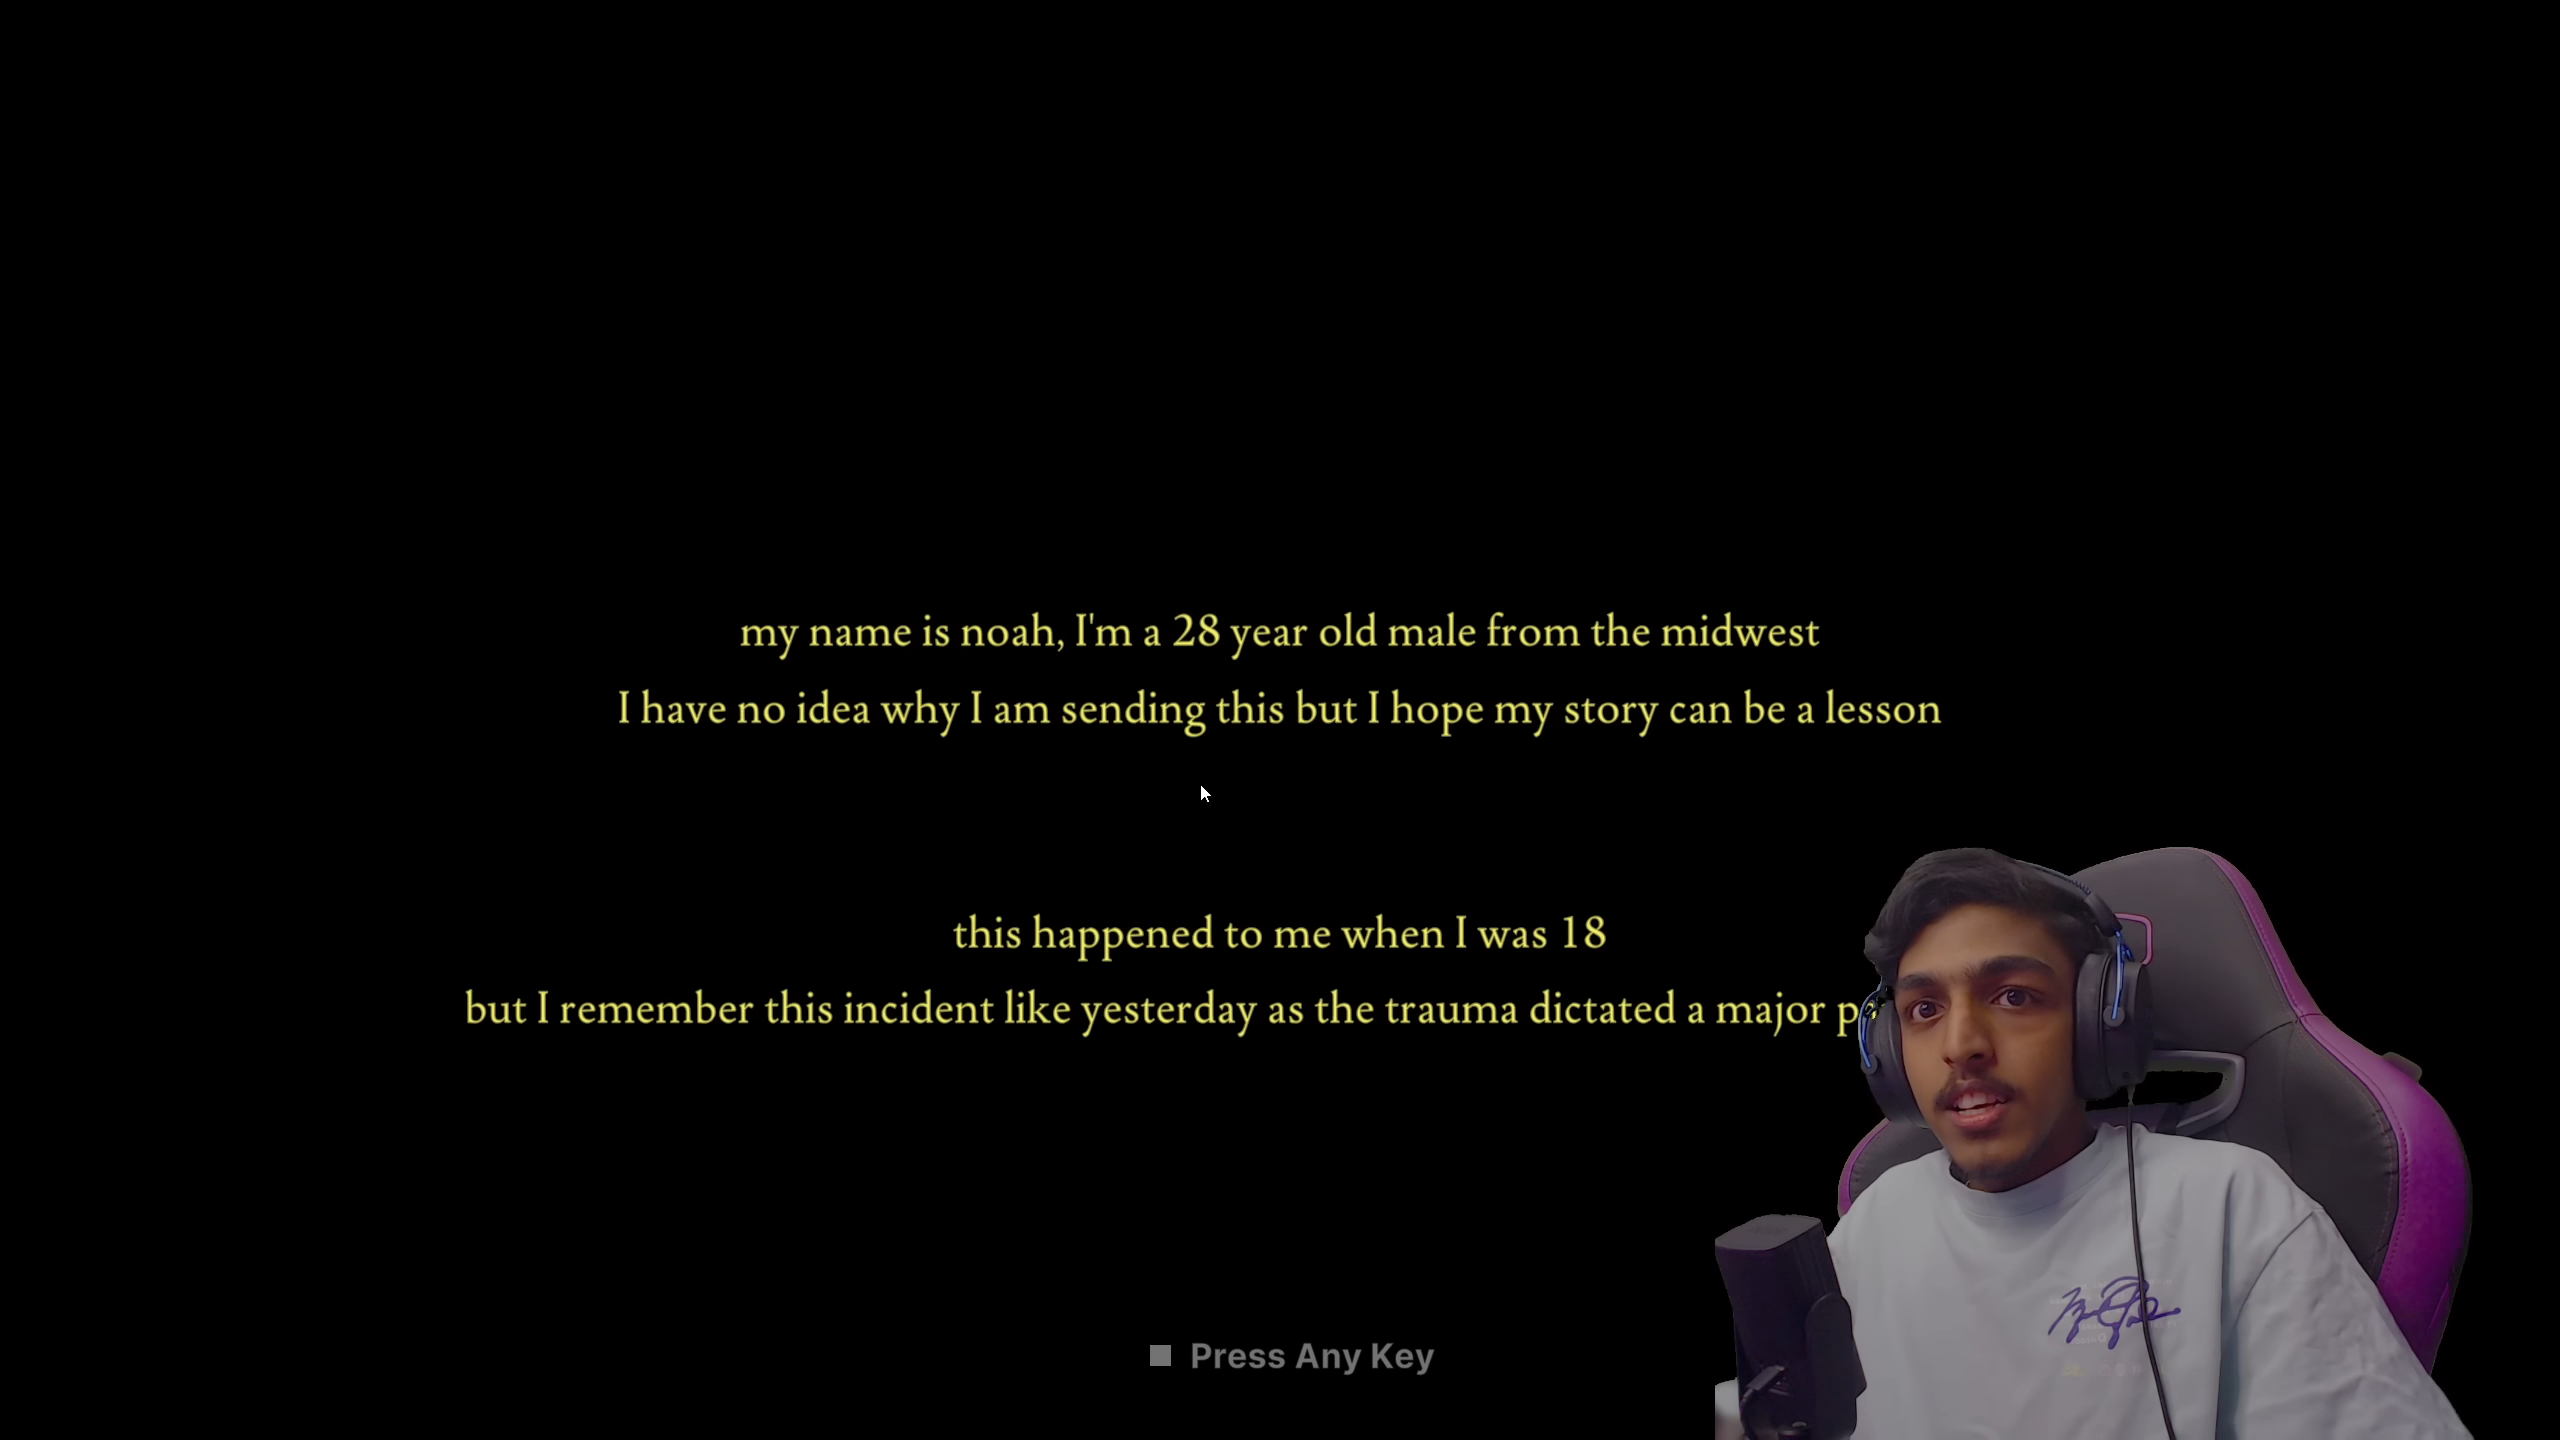 my name is noah, I'm a 28 year old male from the midwest
I have no idea why I am sending this but I hope my story can be a lesson
this happened to me when I was 18
but I remember this incident like yesterday as the trauma dictated a major
Press Any Key